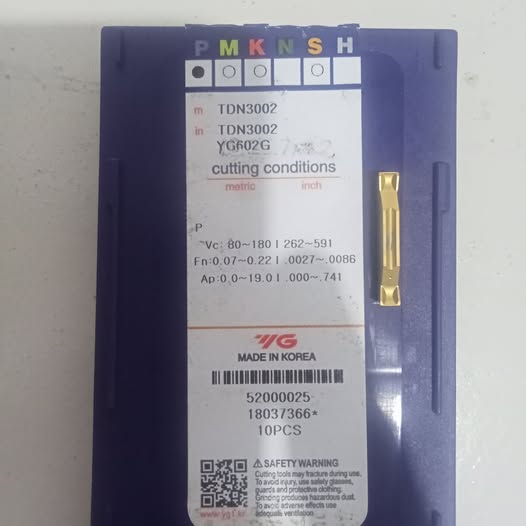 P M K N S H
m TDN3002
in TDN3002
YG602G
cutting conditions
metric inch
P
Vc: 80~180 | 262~591
Fn:0.07~0.22 | .0027~.0086
Ap:0.0~19.0 | .000~.741
YG
MADE IN KOREA
52000025
18037366*
10PCS
⚠SAFETY WARNING
Cutting tools may fracture during use.
To avoid injury, use safety glasses,
guards and protective clothing.
Grinding produces hazardous dust.
To avoid adverse effects use
adequate ventilation
www.yg1.kr